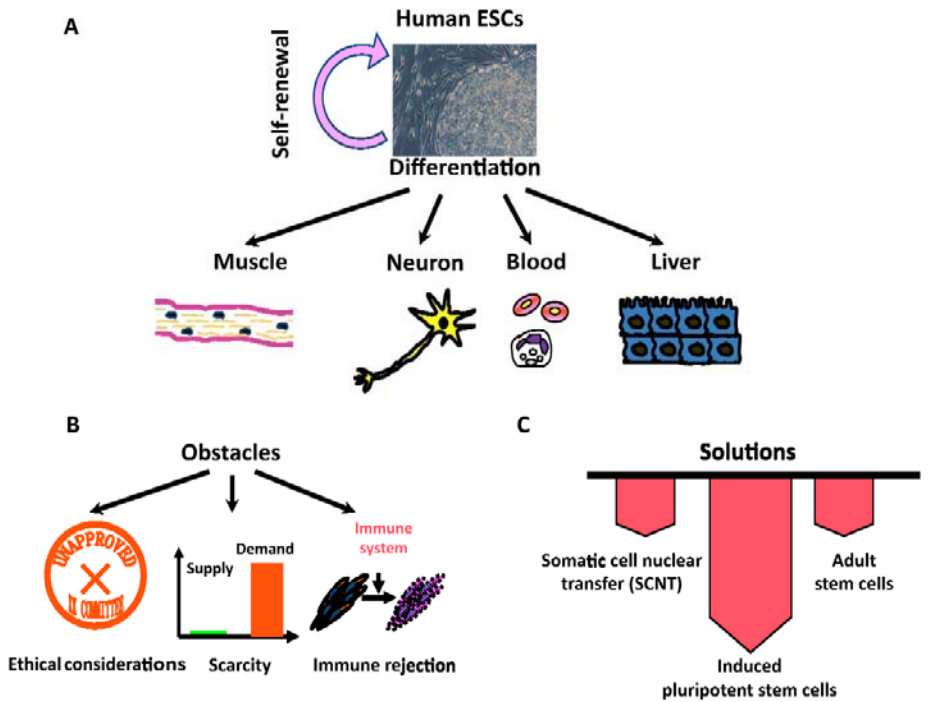 A
Human ESCs
Self-renewal
Differentiation
Muscle
Neuron
Blood
Liver
B
Obstacles
UNAPPROVED
Supply
Demand
Immune
system
Ethical considerations
Scarcity
Immune rejection
C
Solutions
Somatic cell nuclear
transfer (SCNT)
Adult
stem cells
Induced
pluripotent stem cells